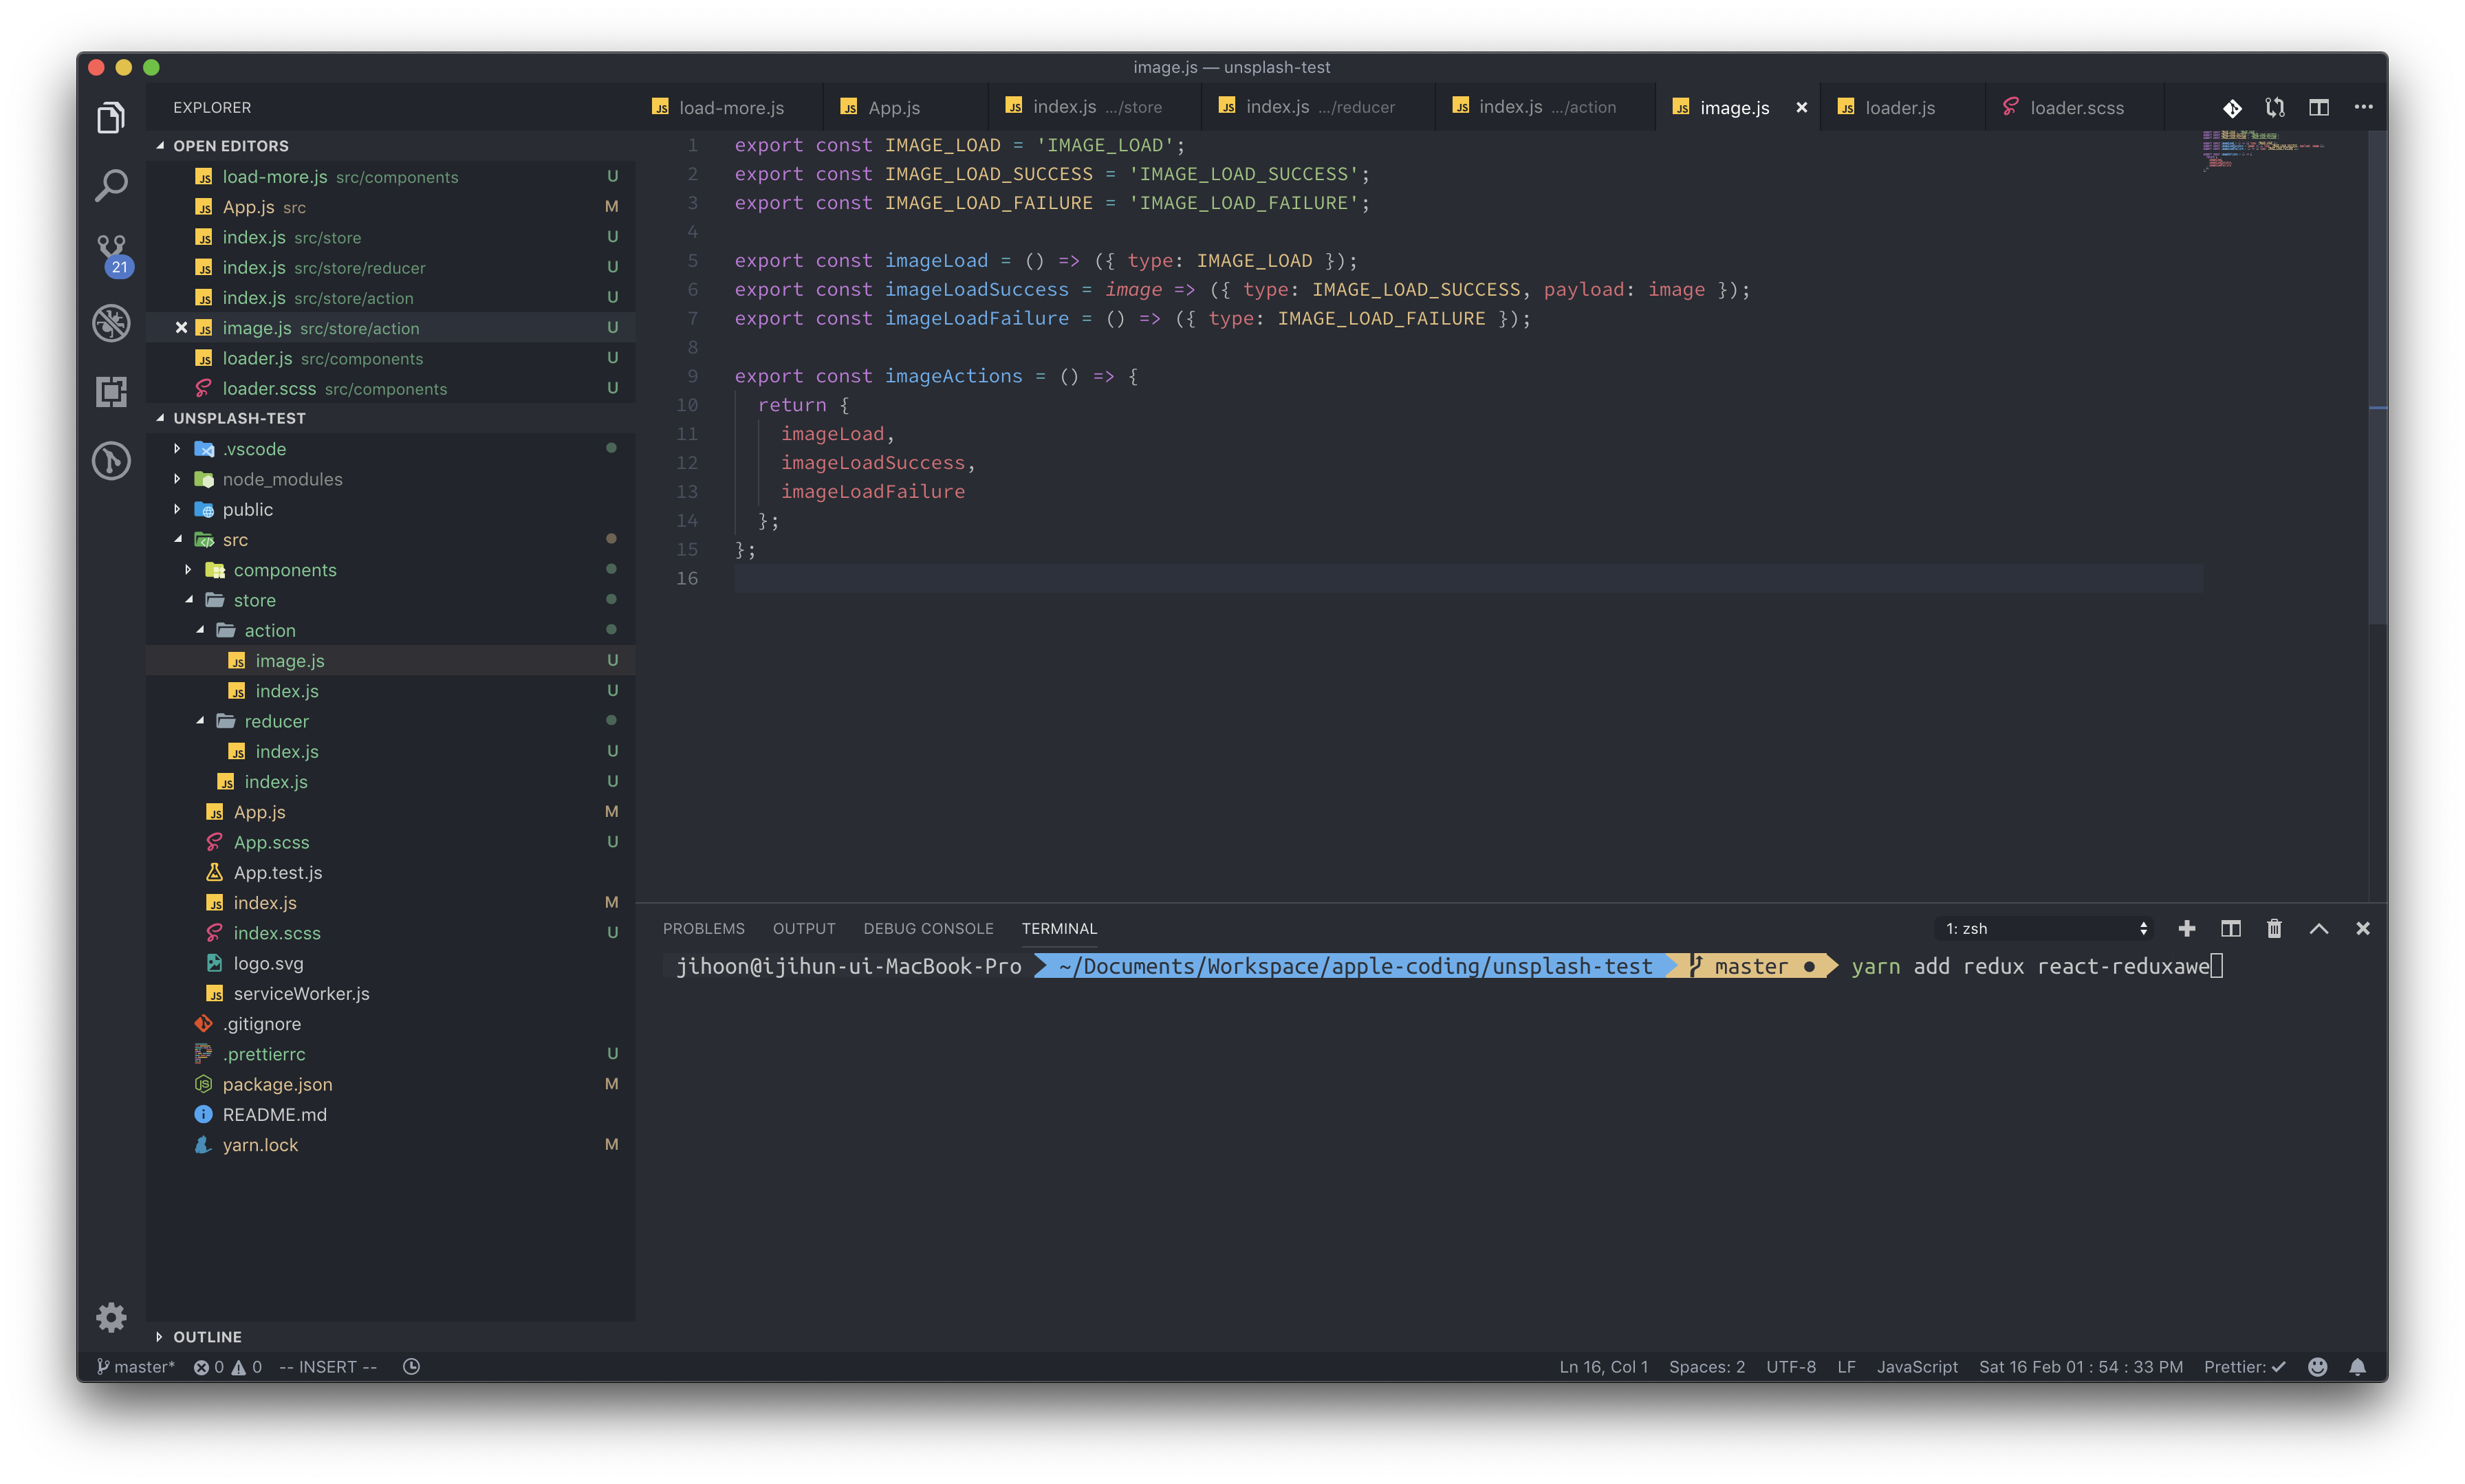 image.js — unsplash-test
EXPLORER
OPEN EDITORS
load-more.js src/components U
App.js src M
index.js src/store U
index.js src/store/reducer U
index.js src/store/action U
image.js src/store/action U
loader.js src/components U
loader.scss src/components U
UNSPLASH-TEST
.vscode
node_modules
public
src
components
store
action
image.js U
index.js U
reducer
index.js U
index.js U
App.js M
App.scss U
App.test.js
index.js M
index.scss U
logo.svg
serviceWorker.js
.gitignore
.prettierrc U
package.json M
README.md
yarn.lock M
OUTLINE
21
load-more.js App.js index.js .../store index.js .../reducer index.js .../action image.js loader.js loader.scss
1 export const IMAGE_LOAD = 'IMAGE_LOAD';
2 export const IMAGE_LOAD_SUCCESS = 'IMAGE_LOAD_SUCCESS';
3 export const IMAGE_LOAD_FAILURE = 'IMAGE_LOAD_FAILURE';
4
5 export const imageLoad = () => ({ type: IMAGE_LOAD });
6 export const imageLoadSuccess = image => ({ type: IMAGE_LOAD_SUCCESS, payload: image });
7 export const imageLoadFailure = () => ({ type: IMAGE_LOAD_FAILURE });
8
9 export const imageActions = () => {
10 return {
11 imageLoad,
12 imageLoadSuccess,
13 imageLoadFailure
14 };
15 };
16
PROBLEMS OUTPUT DEBUG CONSOLE TERMINAL 1: zsh
jihoon@ijihun-ui-MacBook-Pro ~/Documents/Workspace/apple-coding/unsplash-test master ● yarn add redux react-reduxawe
master* 0 0 -- INSERT -- Ln 16, Col 1 Spaces: 2 UTF-8 LF JavaScript Sat 16 Feb 01 : 54 : 33 PM Prettier: ✓